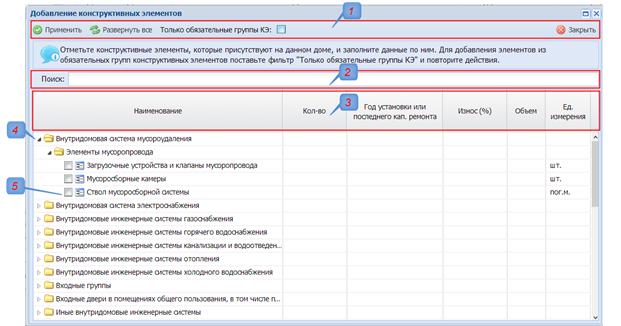 Добавление конструктивных элементов
1
Применить Развернуть все Только обязательные группы КЭ: Закрыть
Отметьте конструктивные элементы, которые присутствуют на данном доме, и заполните данные по ним. Для добавления элементов из
обязательных групп конструктивных элементов поставьте фильтр "Только обязательные группы КЭ" и повторите действия.
2
Поиск:
3
Наименование Кол-во Год установки или последнего кап. ремонта Износ (%) Объем Ед. измерения
4
Внутридомовая система мусороудаления
Элементы мусоропровода
Загрузочные устройства и клапаны мусоропровода шт.
Мусоросборные камеры шт.
5
Ствол мусоросборной системы пог.м.
Внутридомовая система электроснабжения
Внутридомовые инженерные системы газоснабжения
Внутридомовые инженерные системы горячего водоснабжения
Внутридомовые инженерные системы канализации и водоотведен...
Внутридомовые инженерные системы отопления
Внутридомовые инженерные системы холодного водоснабжения
Входные группы
Входные двери в помещениях общего пользования, в том числе п...
Иные внутридомовые инженерные системы